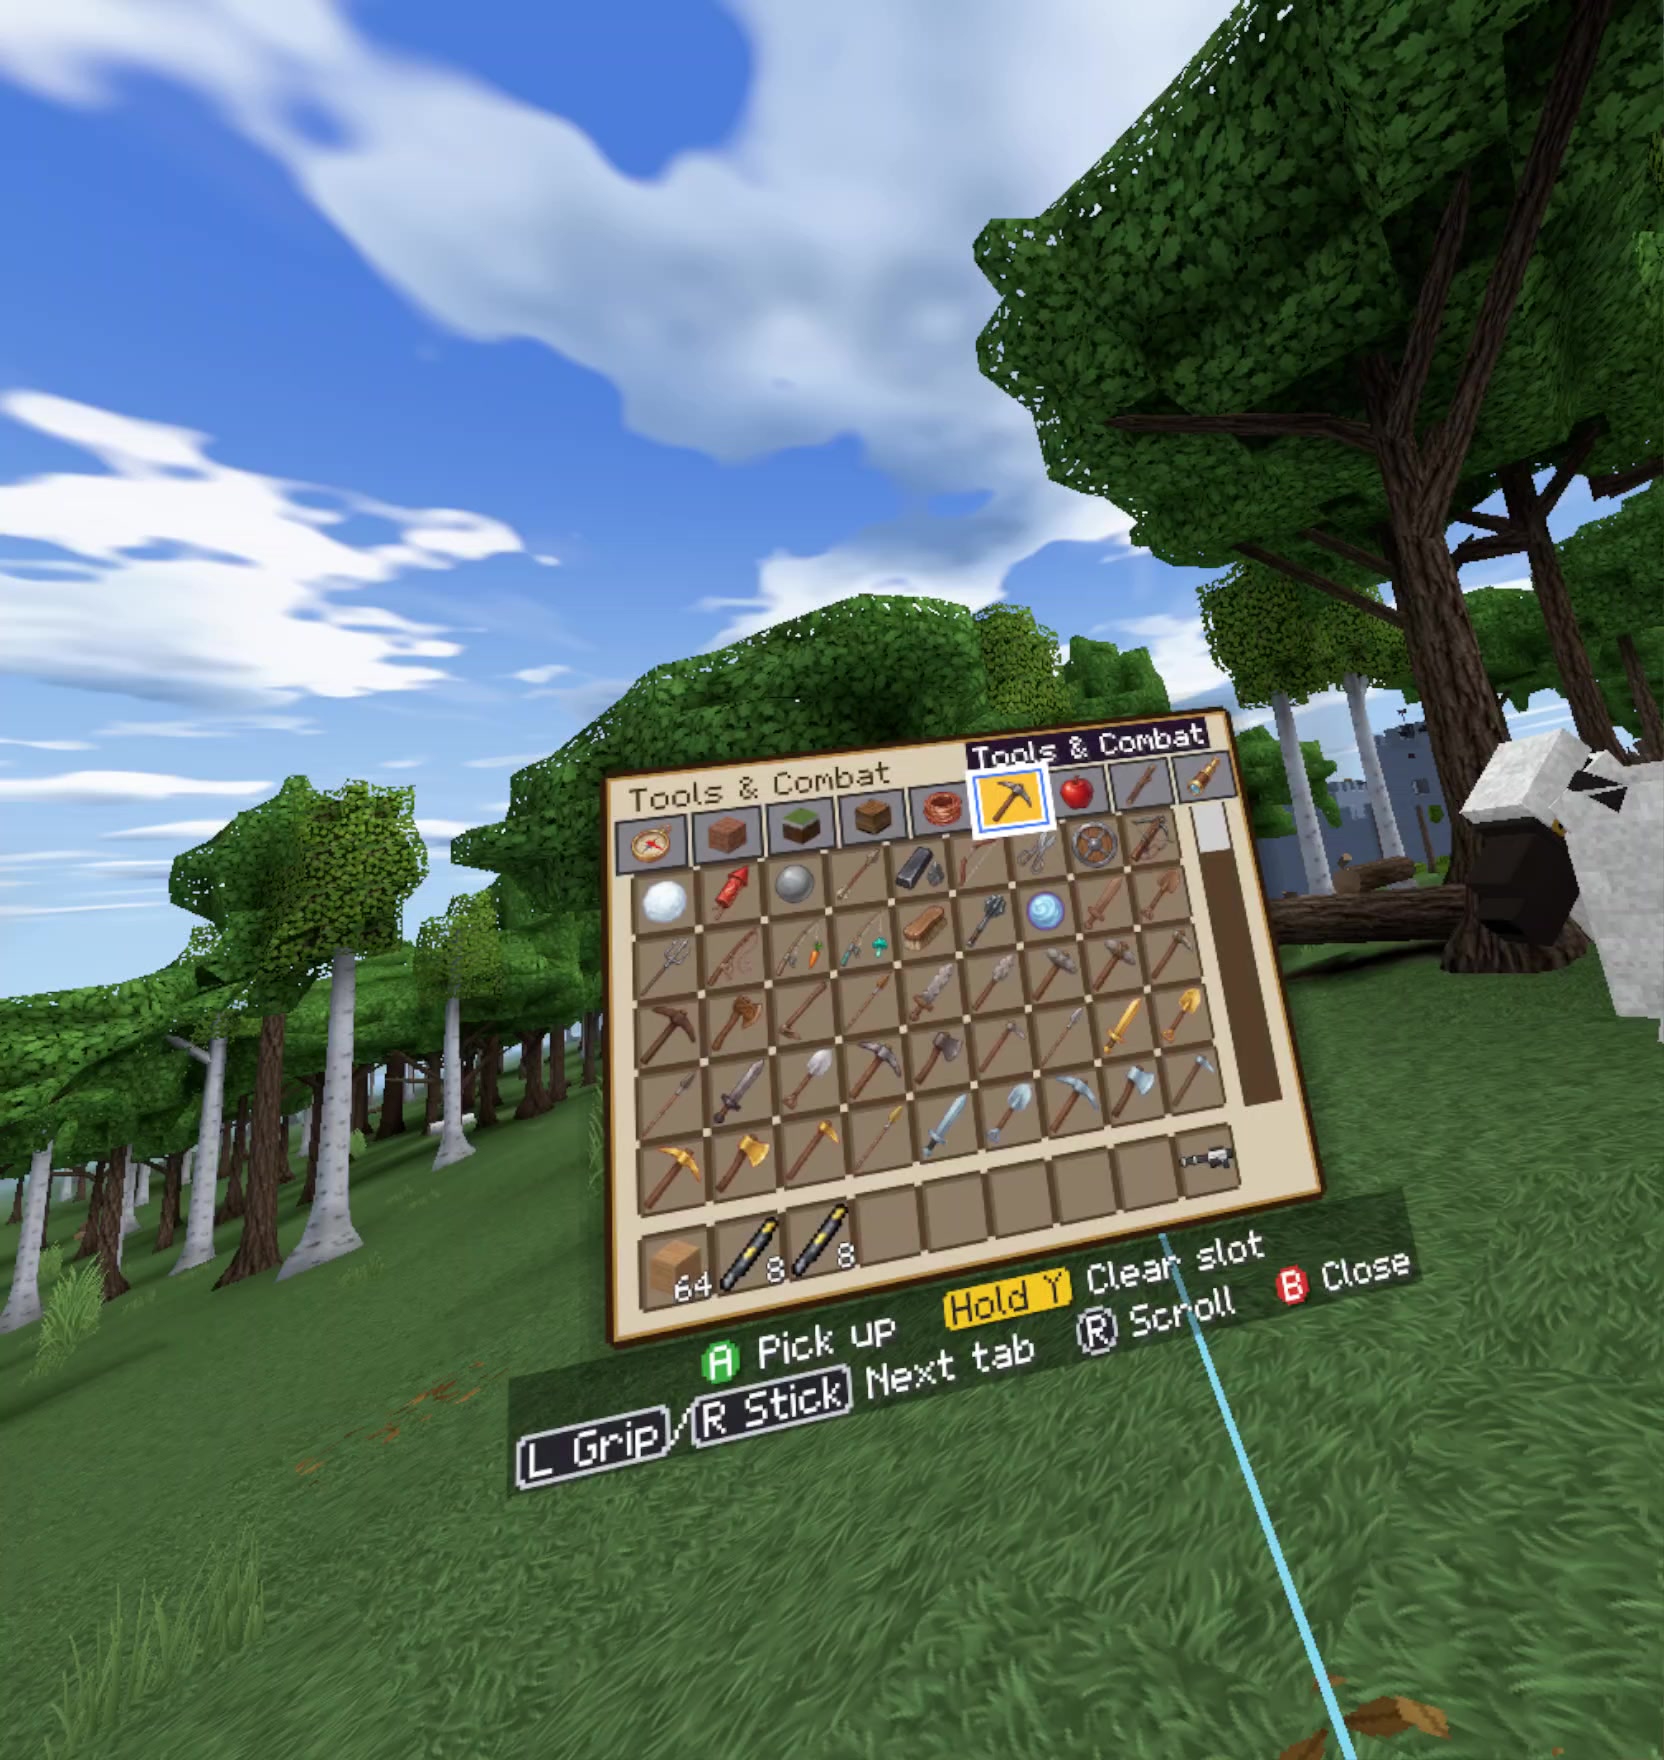 Tools & Combat
Tools & Combat
64
8
8
Hold Y Clear slot
A Pick up
R Scroll
B Close
L Grip/R Stick Next tab